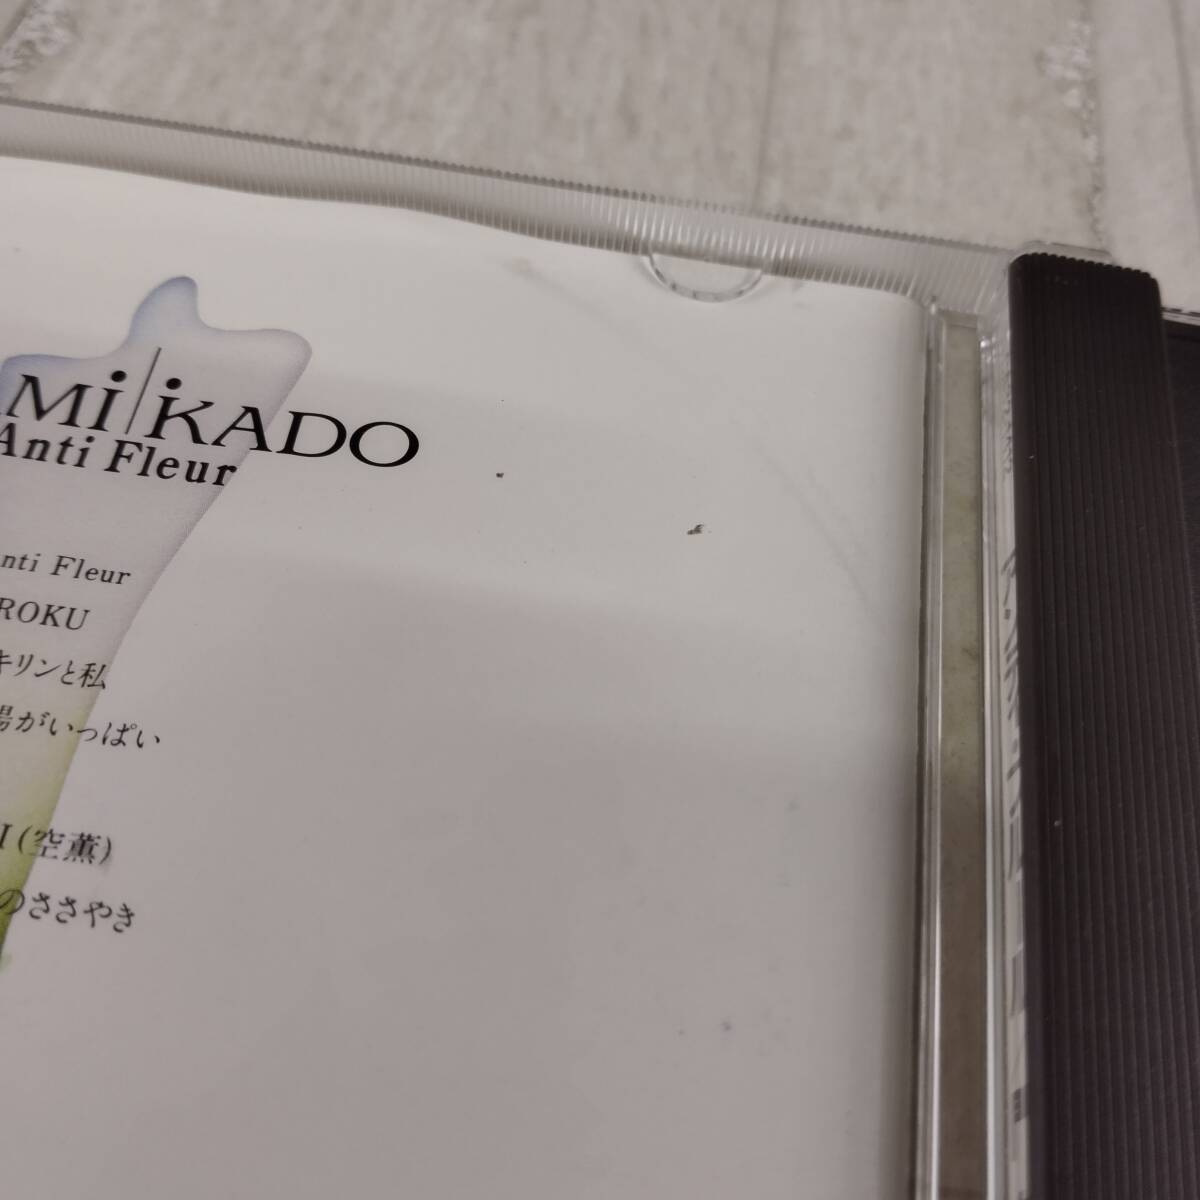 Mi/KADO
Anti Fleur
nti Fleur
ROKU
キリンと私
陽がいっぱい
I (空薫)
のささやき